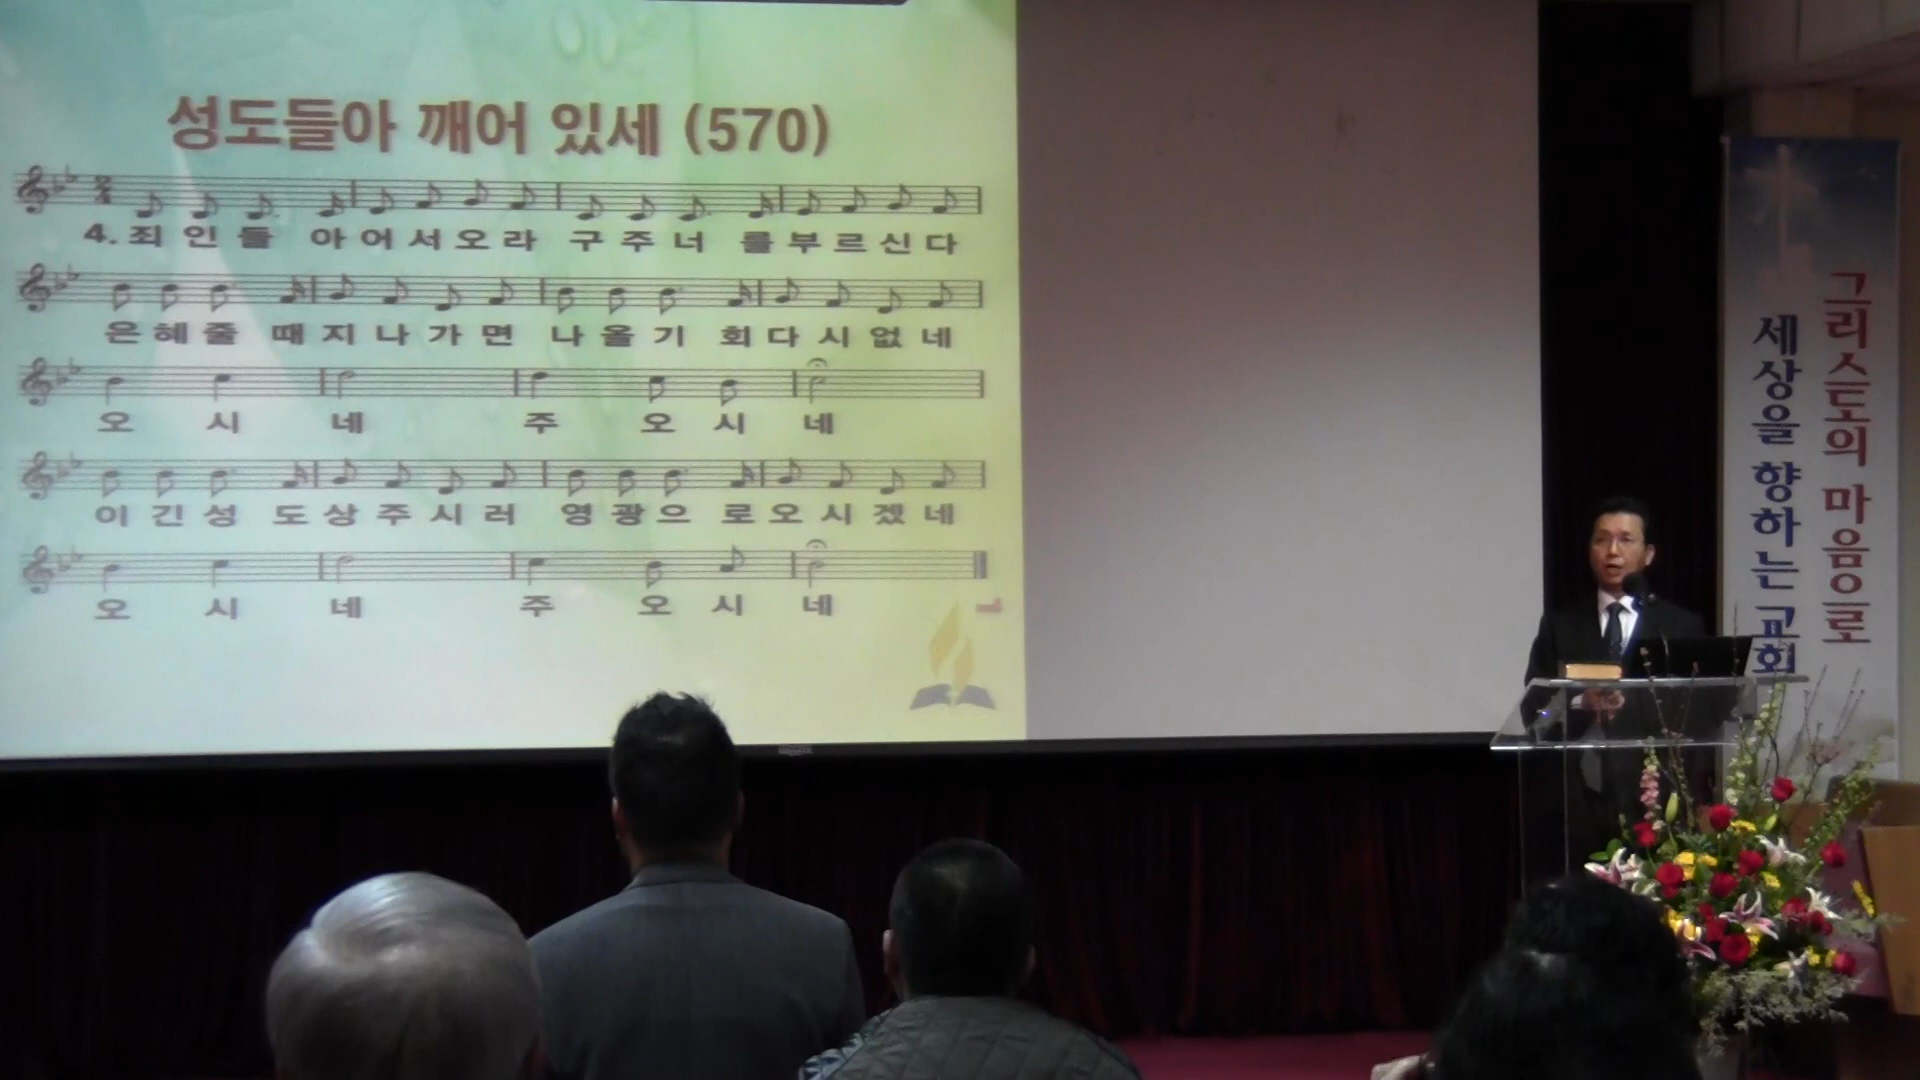 성도들아 깨어 있세 (570)
4. 죄 인 들 아 어 서 오 라 구 주 너 를 부 르 신 다
은 혜 줄 때 지 나 가 면 나 올 기 회 다 시 없 네
오 시 네 주 오 시 네
이 긴 성 도 상 주 시 러 영 광 으 로 오 시 겠 네
오 시 네 주 오 시 네
그리스도의 마음으로
세상을 향하는 교회